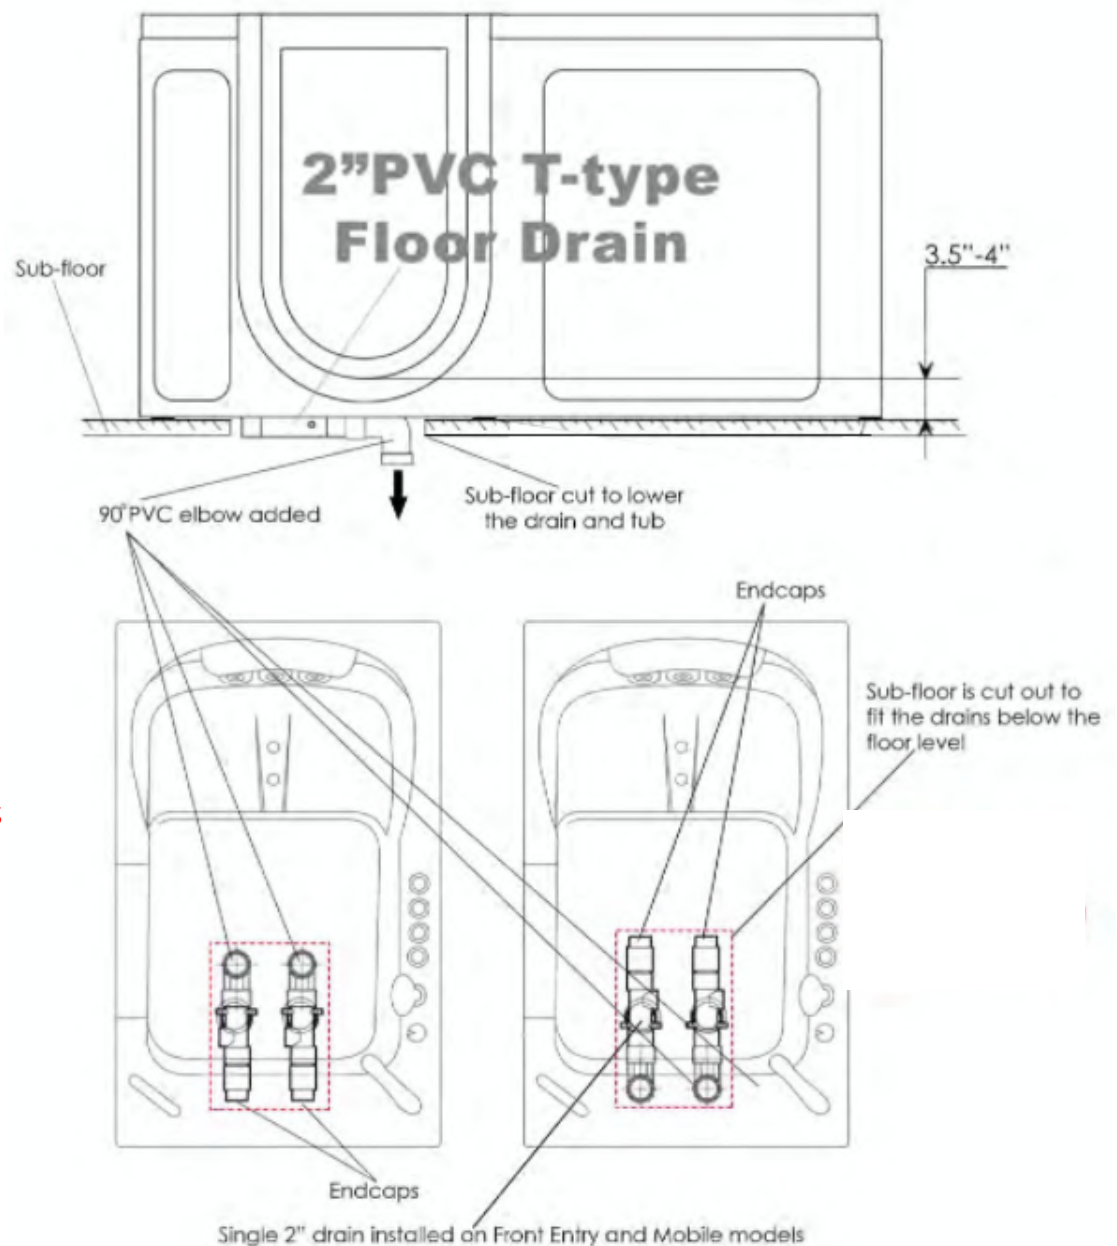 2"PVC T-type
Floor Drain
Sub-floor
3.5"-4"
90°PVC elbow added
Sub-floor cut to lower
the drain and tub
Endcaps
Sub-floor is cut out to
fit the drains below the
floor level
Endcaps
Single 2" drain installed on Front Entry and Mobile models